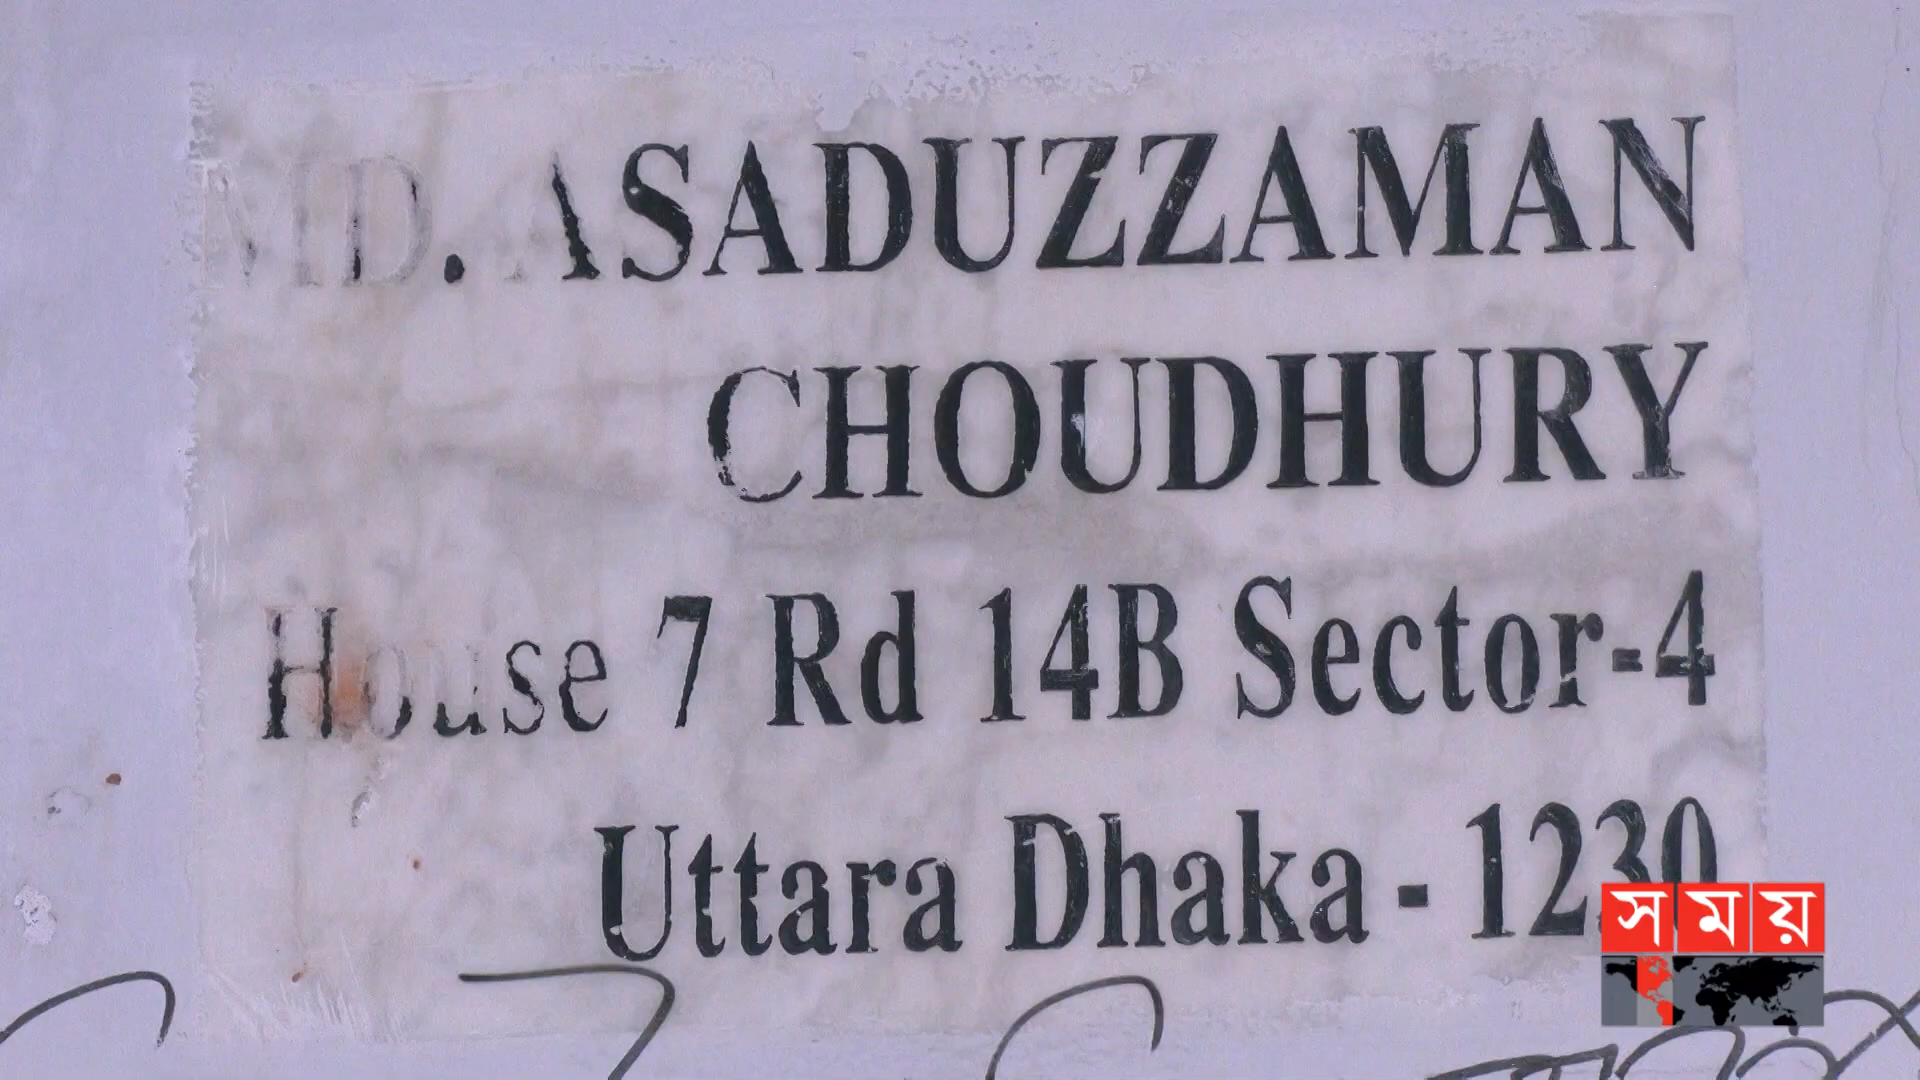 MD. ASADUZZAMAN
CHOUDHURY
House 7 Rd 14B Sector-4
Uttara Dhaka - 1230
সময়